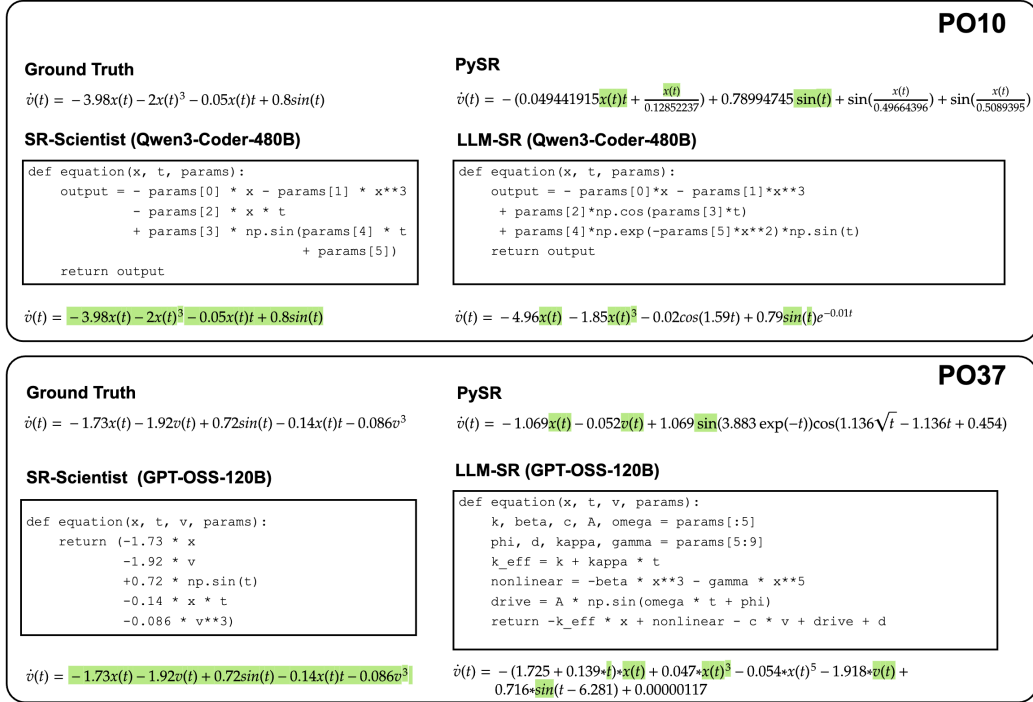 PO10
Ground Truth
v̇(t) = − 3.98x(t) − 2x(t)³ − 0.05x(t)t + 0.8sin(t)
PySR
v̇(t) = − (0.049441915x(t)t + x(t)/0.12852237) + 0.78994745 sin(t) + sin(x(t)/0.49664396) + sin(x(t)/0.5089395)
SR-Scientist (Qwen3-Coder-480B)
def equation(x, t, params):
    output = - params[0] * x - params[1] * x**3
             - params[2] * x * t
             + params[3] * np.sin(params[4] * t
                                  + params[5])
    return output
v̇(t) = − 3.98x(t) − 2x(t)³ − 0.05x(t)t + 0.8sin(t)
LLM-SR (Qwen3-Coder-480B)
def equation(x, t, params):
    output = - params[0]*x - params[1]*x**3
     + params[2]*np.cos(params[3]*t)
     + params[4]*np.exp(-params[5]*x**2)*np.sin(t)
    return output
v̇(t) = − 4.96x(t) − 1.85x(t)³ − 0.02cos(1.59t) + 0.79sin(t)e^−0.01t
PO37
Ground Truth
v̇(t) = − 1.73x(t) − 1.92v(t) + 0.72sin(t) − 0.14x(t)t − 0.086v³
PySR
v̇(t) = − 1.069x(t) − 0.052v(t) + 1.069 sin(3.883 exp(−t))cos(1.136√t − 1.136t + 0.454)
SR-Scientist (GPT-OSS-120B)
def equation(x, t, v, params):
    return (-1.73 * x
            -1.92 * v
            +0.72 * np.sin(t)
            -0.14 * x * t
            -0.086 * v**3)
v̇(t) = − 1.73x(t) − 1.92v(t) + 0.72sin(t) − 0.14x(t)t − 0.086v³
LLM-SR (GPT-OSS-120B)
def equation(x, t, v, params):
    k, beta, c, A, omega = params[:5]
    phi, d, kappa, gamma = params[5:9]
    k_eff = k + kappa * t
    nonlinear = -beta * x**3 - gamma * x**5
    drive = A * np.sin(omega * t + phi)
    return -k_eff * x + nonlinear - c * v + drive + d
v̇(t) = − (1.725 + 0.139*t)*x(t) + 0.047*x(t)³ − 0.054*x(t)⁵ − 1.918*v(t) +
0.716*sin(t − 6.281) + 0.00000117